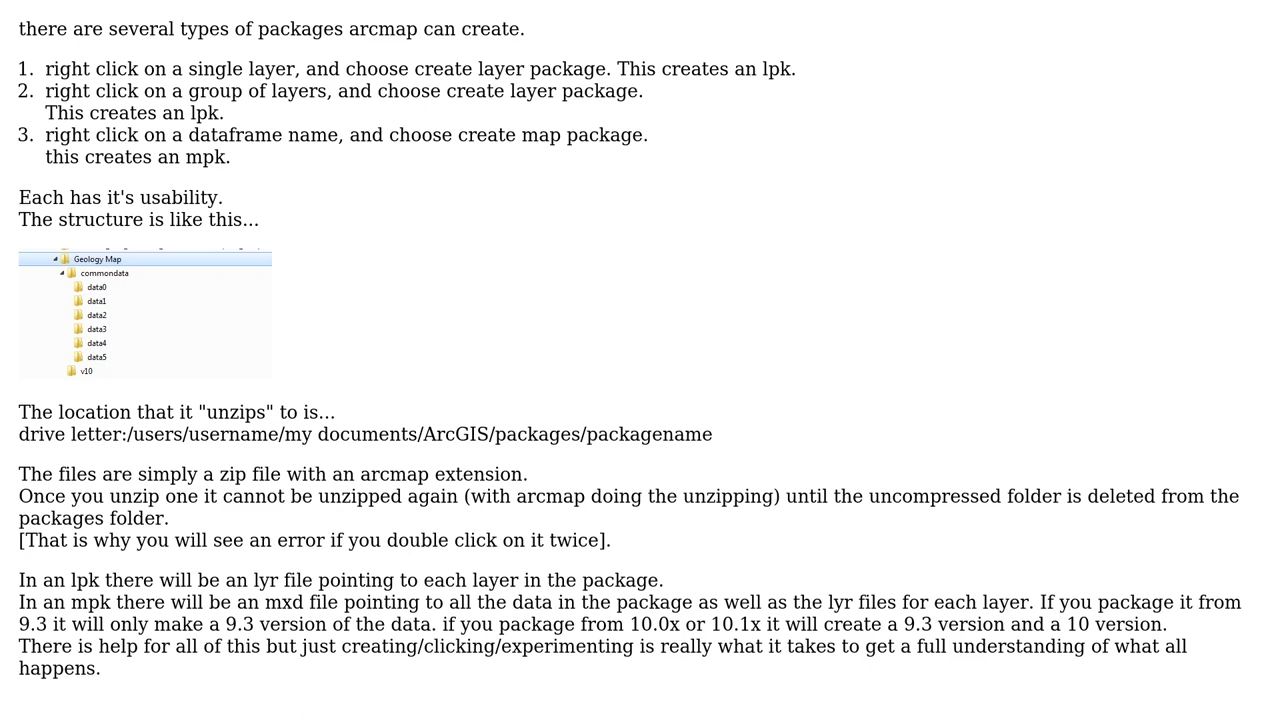 there are several types of packages arcmap can create.
1. right click on a single layer, and choose create layer package. This creates an lpk.
2. right click on a group of layers, and choose create layer package.
This creates an lpk.
3. right click on a dataframe name, and choose create map package.
this creates an mpk.
Each has it's usability.
The structure is like this...
Geology Map
commondata
data0
data1
data2
data3
data4
data5
v10
The location that it "unzips" to is...
drive letter:/users/username/my documents/ArcGIS/packages/packagename
The files are simply a zip file with an arcmap extension.
Once you unzip one it cannot be unzipped again (with arcmap doing the unzipping) until the uncompressed folder is deleted from the
packages folder.
[That is why you will see an error if you double click on it twice].
In an lpk there will be an lyr file pointing to each layer in the package.
In an mpk there will be an mxd file pointing to all the data in the package as well as the lyr files for each layer. If you package it from
9.3 it will only make a 9.3 version of the data. if you package from 10.0x or 10.1x it will create a 9.3 version and a 10 version.
There is help for all of this but just creating/clicking/experimenting is really what it takes to get a full understanding of what all
happens.